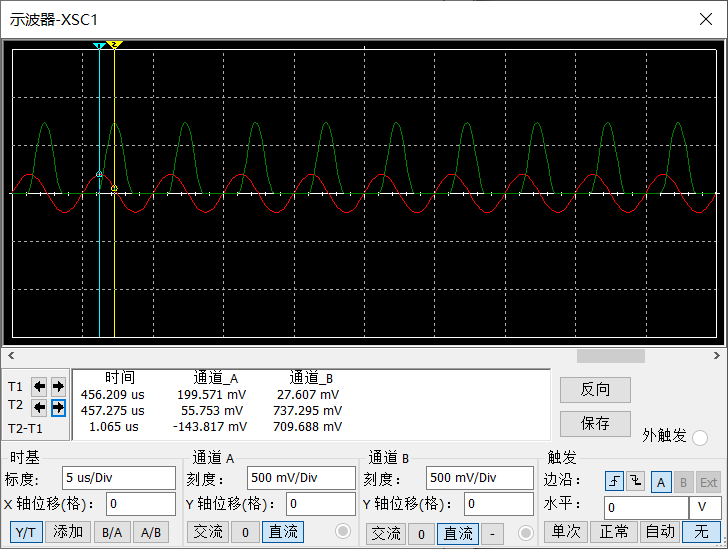 示波器-XSC1
1 2
T1
T2
T2-T1
时间 通道_A 通道_B
456.209 us 199.571 mV 27.607 mV
457.275 us 55.753 mV 737.295 mV
1.065 us -143.817 mV 709.688 mV
反向
保存
外触发
时基
标度: 5 us/Div
X 轴位移(格): 0
Y/T 添加 B/A A/B
通道 A
刻度: 500 mV/Div
Y 轴位移(格): 0
交流 0 直流
通道 B
刻度: 500 mV/Div
Y 轴位移(格): 0
交流 0 直流 -
触发
边沿: A B Ext
水平: 0 V
单次 正常 自动 无